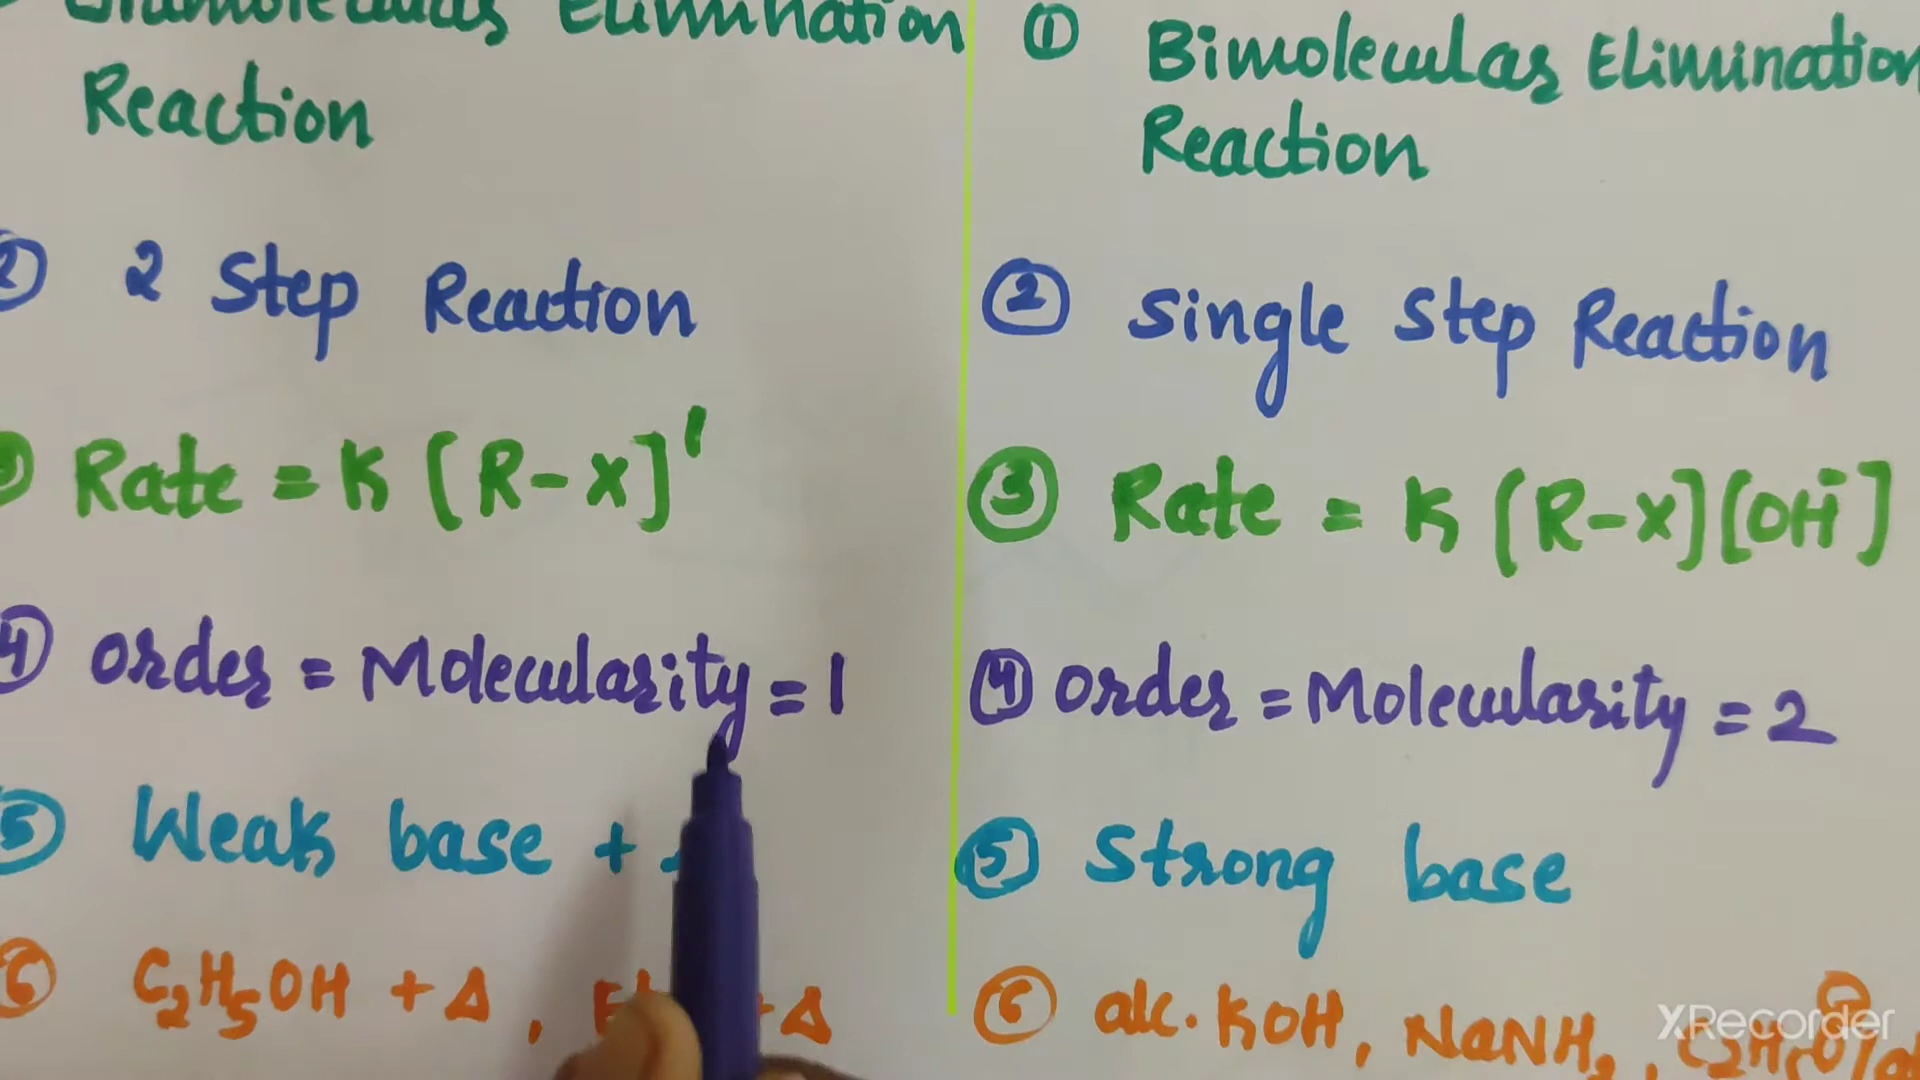 Elimination
Reaction
② 2 Step Reaction
Rate = K [R-X]¹
④ Order = Molecularity = 1
⑤ Weak base +
⑥ C₂H₅OH + Δ, + Δ
① Bimolecular Elimination
Reaction
② Single Step Reaction
③ Rate = K [R-X][OH⁻]
④ Order = Molecularity = 2
⑤ Strong base
⑥ alc. KOH, NaNH₂,
XRecorder